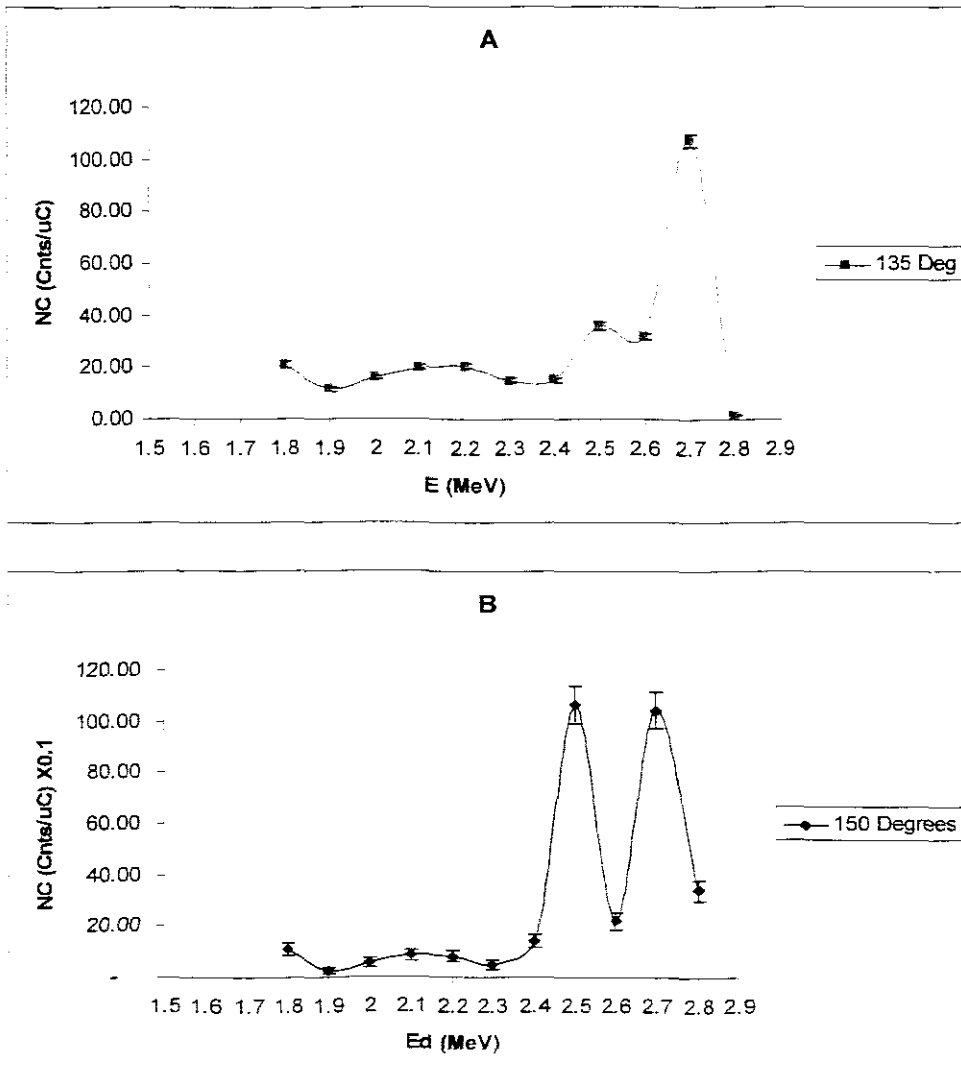 A
NC (Cnts/uC)
120.00
100.00
80.00
60.00
40.00
20.00
0.00
1.5 1.6 1.7 1.8 1.9 2 2.1 2.2 2.3 2.4 2.5 2.6 2.7 2.8 2.9
E (MeV)
135 Deg
B
NC (Cnts/uC) X0.1
120.00
100.00
80.00
60.00
40.00
20.00
-
1.5 1.6 1.7 1.8 1.9 2 2.1 2.2 2.3 2.4 2.5 2.6 2.7 2.8 2.9
Ed (MeV)
150 Degrees